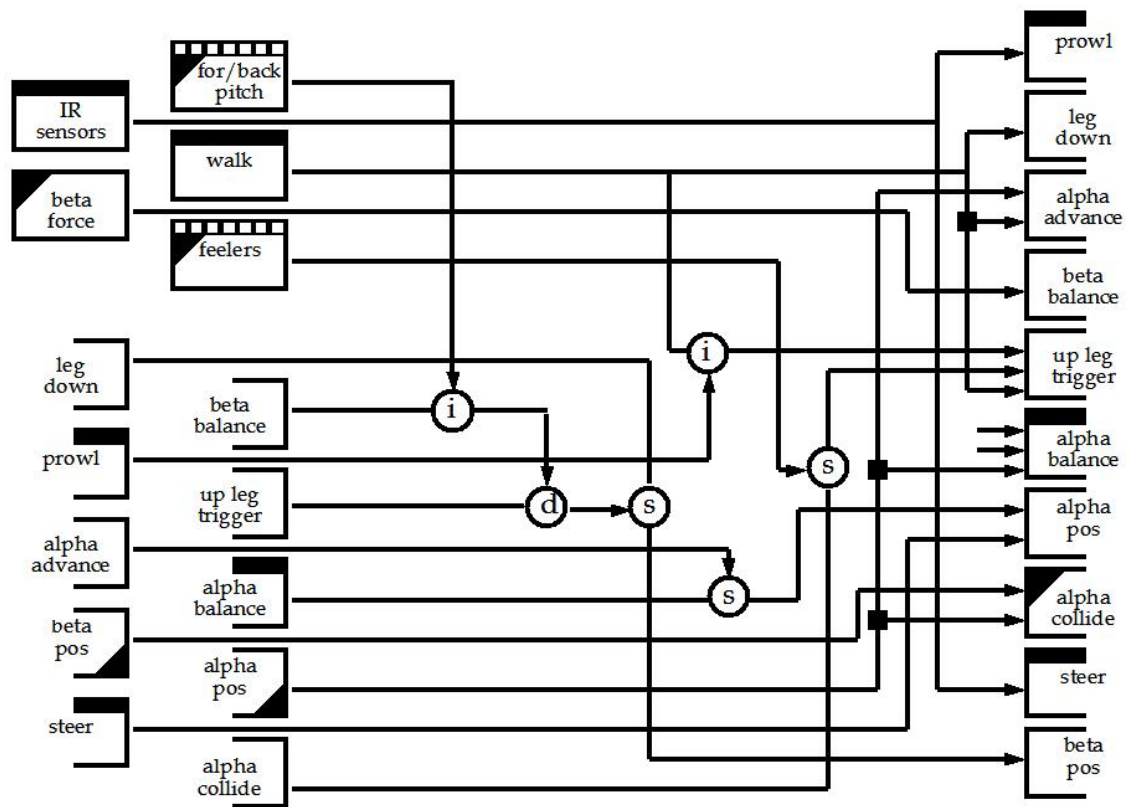 for/back
pitch
IR
sensors
walk
beta
force
feelers
leg
down
beta
balance
prowl
up leg
trigger
alpha
advance
alpha
balance
beta
pos
alpha
pos
steer
alpha
collide
i
d
s
s
i
s
prowl
leg
down
alpha
advance
beta
balance
up leg
trigger
alpha
balance
alpha
pos
alpha
collide
steer
beta
pos